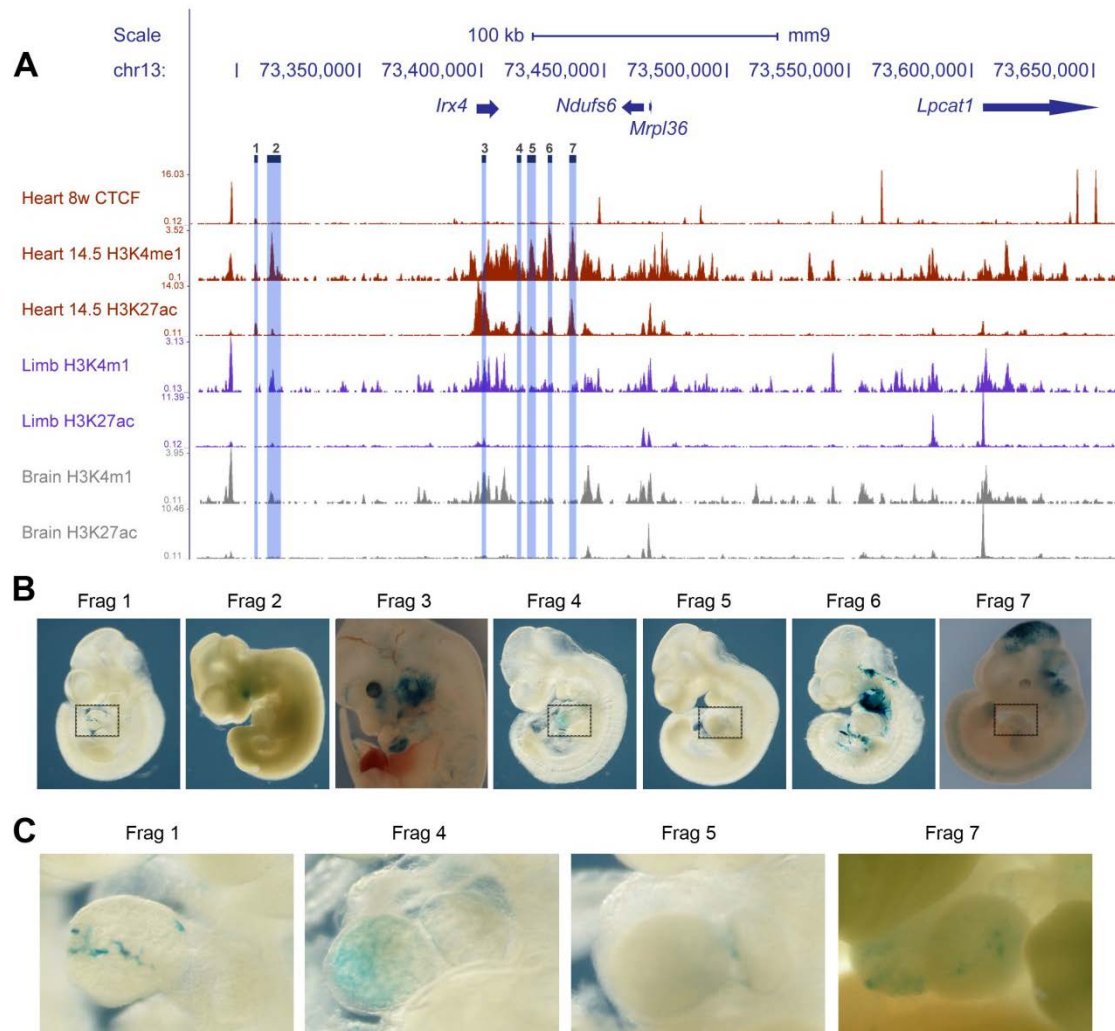 Scale 100 kb mm9
A chr13: 73,350,000 73,400,000 73,450,000 73,500,000 73,550,000 73,600,000 73,650,000
Irx4 Ndufs6 Lpcat1
Mrpl36
1 2 3 4 5 6 7
16.03
Heart 8w CTCF
0.12
3.52
Heart 14.5 H3K4me1
0.1
14.03
Heart 14.5 H3K27ac
0.11
3.13
Limb H3K4m1
0.13
11.39
Limb H3K27ac
0.12
3.95
Brain H3K4m1
0.11
10.46
Brain H3K27ac
0.11
B
Frag 1 Frag 2 Frag 3 Frag 4 Frag 5 Frag 6 Frag 7
C
Frag 1 Frag 4 Frag 5 Frag 7